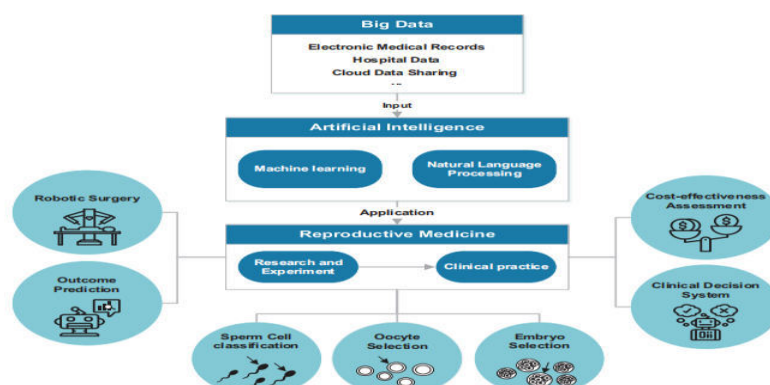 Big Data
Electronic Medical Records
Hospital Data
Cloud Data Sharing
...
Input
Artificial Intelligence
Machine learning
Natural Language
Processing
Application
Reproductive Medicine
Research and
Experiment
Clinical practice
Robotic Surgery
Outcome
Prediction
Cost-effectiveness
Assessment
$
$
Clinical Decision
System
Sperm Cell
classification
Oocyte
Selection
Embryo
Selection